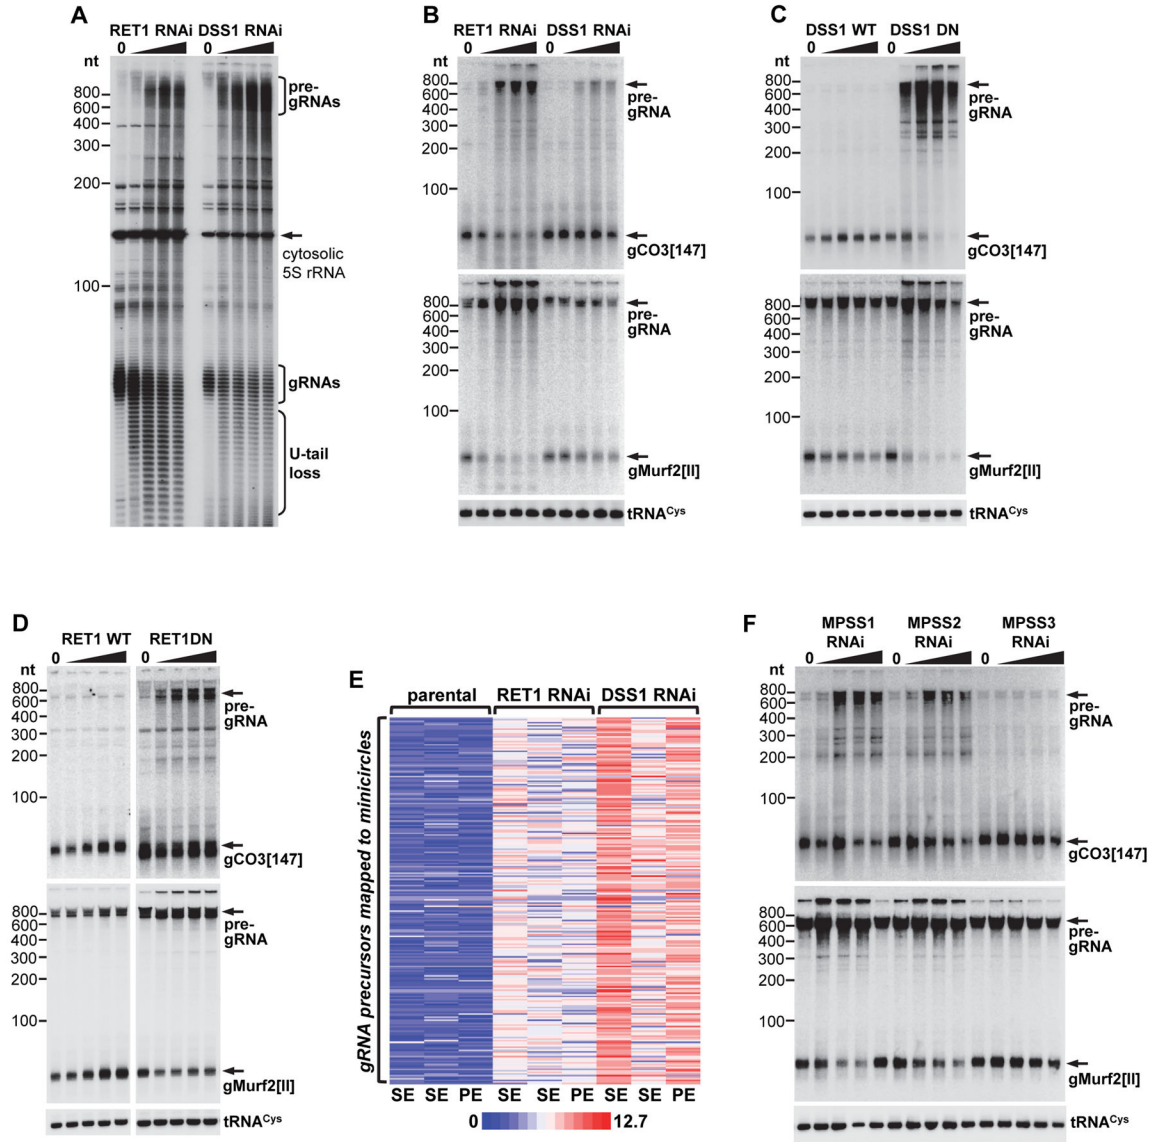 A
RET1 RNAi DSS1 RNAi
0 0
nt
800
600
400
300
200
100
pre-
gRNAs
cytosolic
5S rRNA
gRNAs
U-tail
loss
B
RET1 RNAi DSS1 RNAi
0 0
nt
800
600
400
300
200
100
pre-
gRNA
gCO3[147]
800
600
400
300
200
100
pre-
gRNA
gMurf2[II]
tRNACys
C
DSS1 WT DSS1 DN
0 0
nt
800
600
400
300
200
100
pre-
gRNA
gCO3[147]
800
600
400
300
200
100
pre-
gRNA
gMurf2[II]
tRNACys
D
RET1 WT RET1DN
0 0
nt
800
600
400
300
200
100
pre-
gRNA
gCO3[147]
800
600
400
300
200
100
pre-
gRNA
gMurf2[II]
tRNACys
E
parental RET1 RNAi DSS1 RNAi
gRNA precursors mapped to minicircles
SE SE PE SE SE PE SE SE PE
0 12.7
F
MPSS1 MPSS2 MPSS3
RNAi RNAi RNAi
0 0 0
nt
800
600
400
300
200
100
pre-
gRNA
gCO3[147]
800
600
400
300
200
100
pre-
gRNA
gMurf2[II]
tRNACys